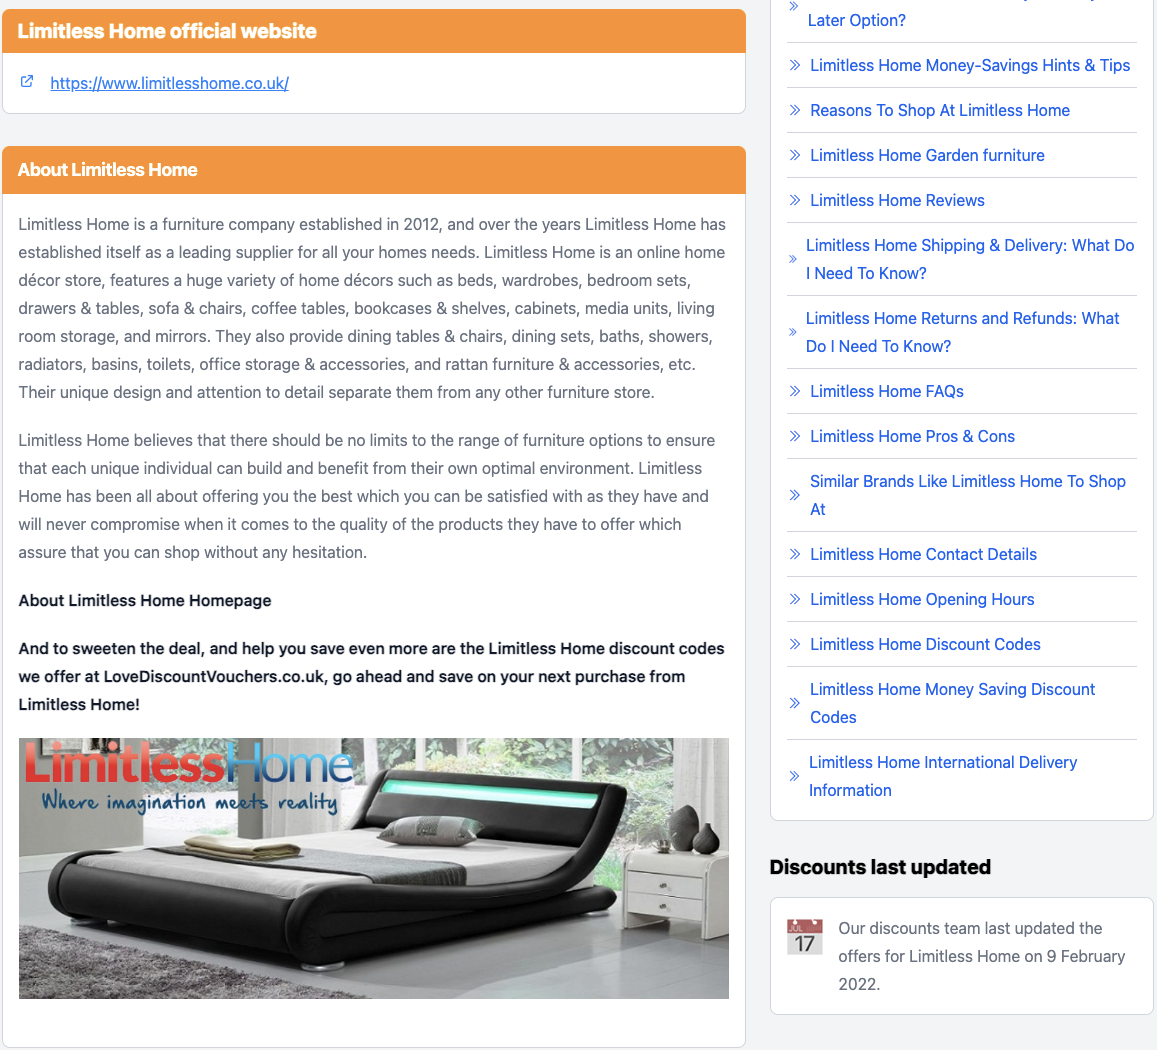 Limitless Home official website
https://www.limitlesshome.co.uk/
About Limitless Home
Limitless Home is a furniture company established in 2012, and over the years Limitless Home has
established itself as a leading supplier for all your homes needs. Limitless Home is an online home
décor store, features a huge variety of home décors such as beds, wardrobes, bedroom sets,
drawers & tables, sofa & chairs, coffee tables, bookcases & shelves, cabinets, media units, living
room storage, and mirrors. They also provide dining tables & chairs, dining sets, baths, showers,
radiators, basins, toilets, office storage & accessories, and rattan furniture & accessories, etc.
Their unique design and attention to detail separate them from any other furniture store.
Limitless Home believes that there should be no limits to the range of furniture options to ensure
that each unique individual can build and benefit from their own optimal environment. Limitless
Home has been all about offering you the best which you can be satisfied with as they have and
will never compromise when it comes to the quality of the products they have to offer which
assure that you can shop without any hesitation.
About Limitless Home Homepage
And to sweeten the deal, and help you save even more are the Limitless Home discount codes
we offer at LoveDiscountVouchers.co.uk, go ahead and save on your next purchase from
Limitless Home!
LimitlessHome
Where imagination meets reality
Later Option?
Limitless Home Money-Savings Hints & Tips
Reasons To Shop At Limitless Home
Limitless Home Garden furniture
Limitless Home Reviews
Limitless Home Shipping & Delivery: What Do
I Need To Know?
Limitless Home Returns and Refunds: What
Do I Need To Know?
Limitless Home FAQs
Limitless Home Pros & Cons
Similar Brands Like Limitless Home To Shop
At
Limitless Home Contact Details
Limitless Home Opening Hours
Limitless Home Discount Codes
Limitless Home Money Saving Discount
Codes
Limitless Home International Delivery
Information
Discounts last updated
JUL
17
Our discounts team last updated the
offers for Limitless Home on 9 February
2022.